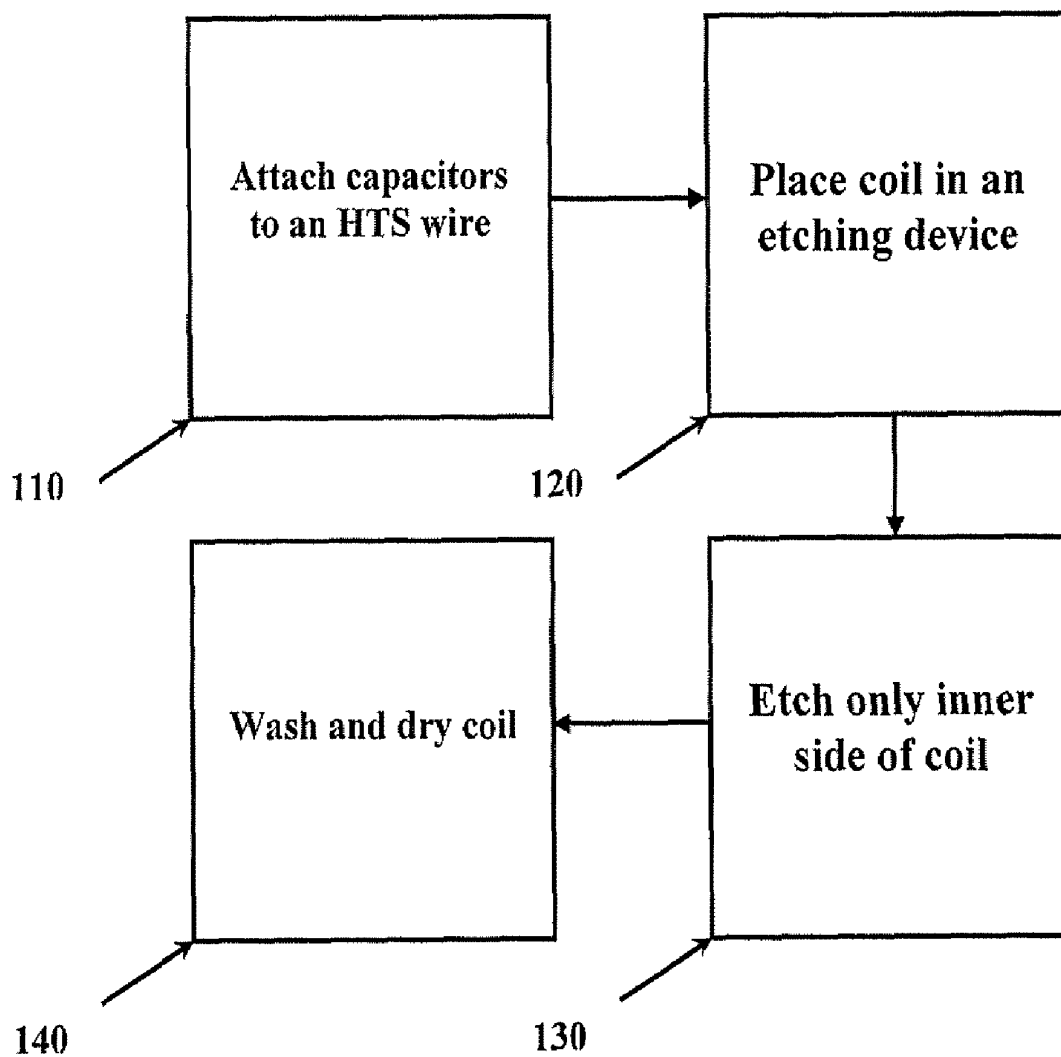 Attach capacitors
to an HTS wire
Place coil in an
etching device
110
120
Etch only inner
side of coil
Wash and dry coil
130
140